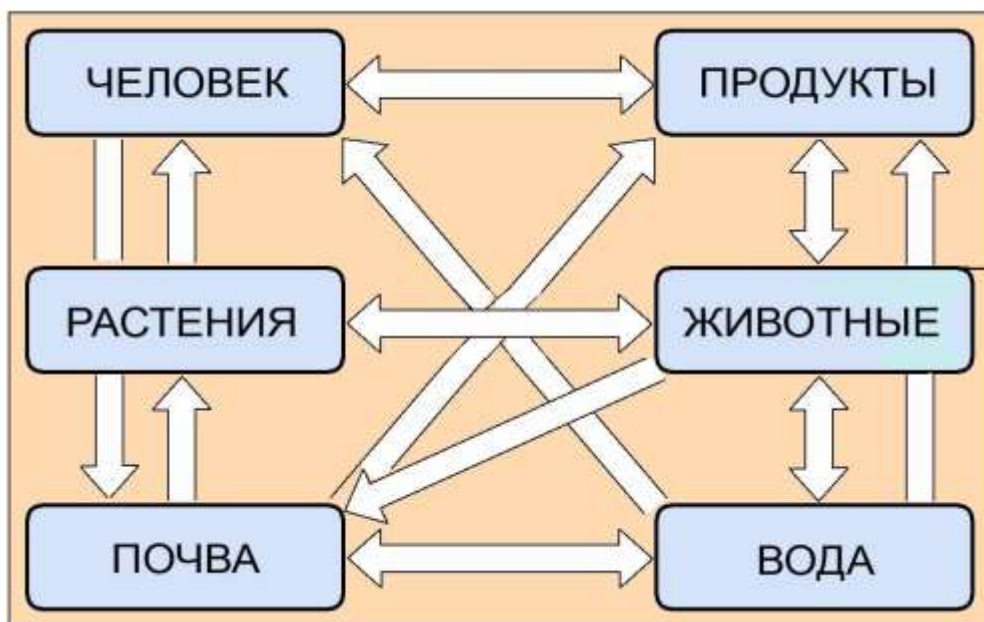 ЧЕЛОВЕК
ПРОДУКТЫ
РАСТЕНИЯ
ЖИВОТНЫЕ
ПОЧВА
ВОДА